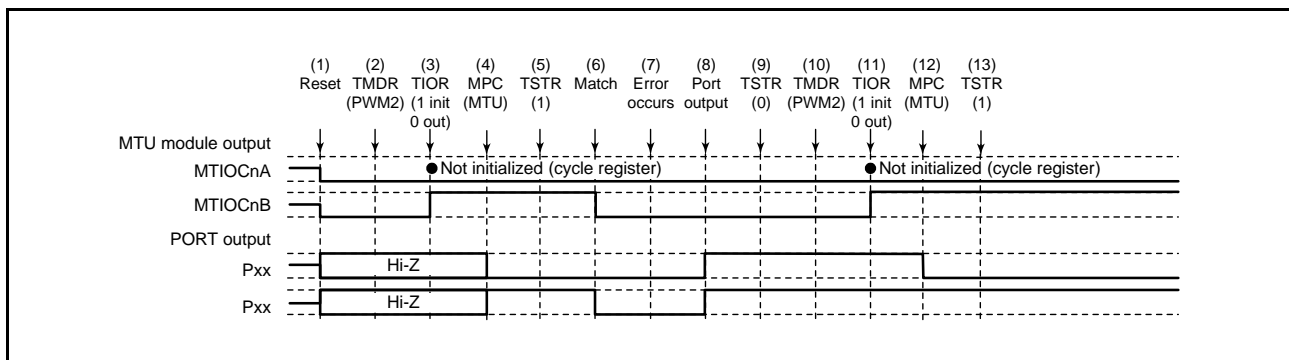 (1) (2) (3) (4) (5) (6) (7) (8) (9) (10) (11) (12) (13)
Reset TMDR TIOR MPC TSTR Match Error Port TSTR TMDR TIOR MPC TSTR
(PWM2) (1 init (MTU) (1) occurs output (0) (PWM2) (1 init (MTU) (1)
0 out) 0 out)
MTU module output
MTIOCnA ● Not initialized (cycle register) ● Not initialized (cycle register)
MTIOCnB
PORT output
Pxx Hi-Z
Pxx Hi-Z